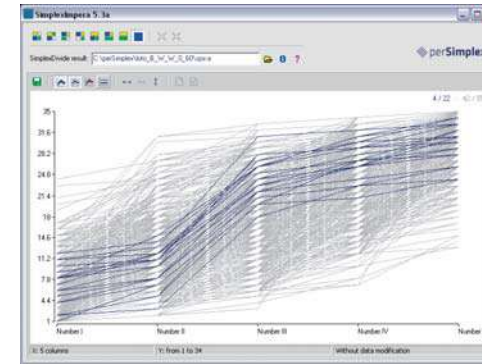 SimplexImpera 5.3a
SimplexDivide result:
perSimplex
4 / 22
35
31.6
28.2
24.8
21.4
18
14.6
11.2
7.8
4.4
1
Number I Number II Number III Number IV Number
X: 5 columns Y: from 1 to 34 Without data modification